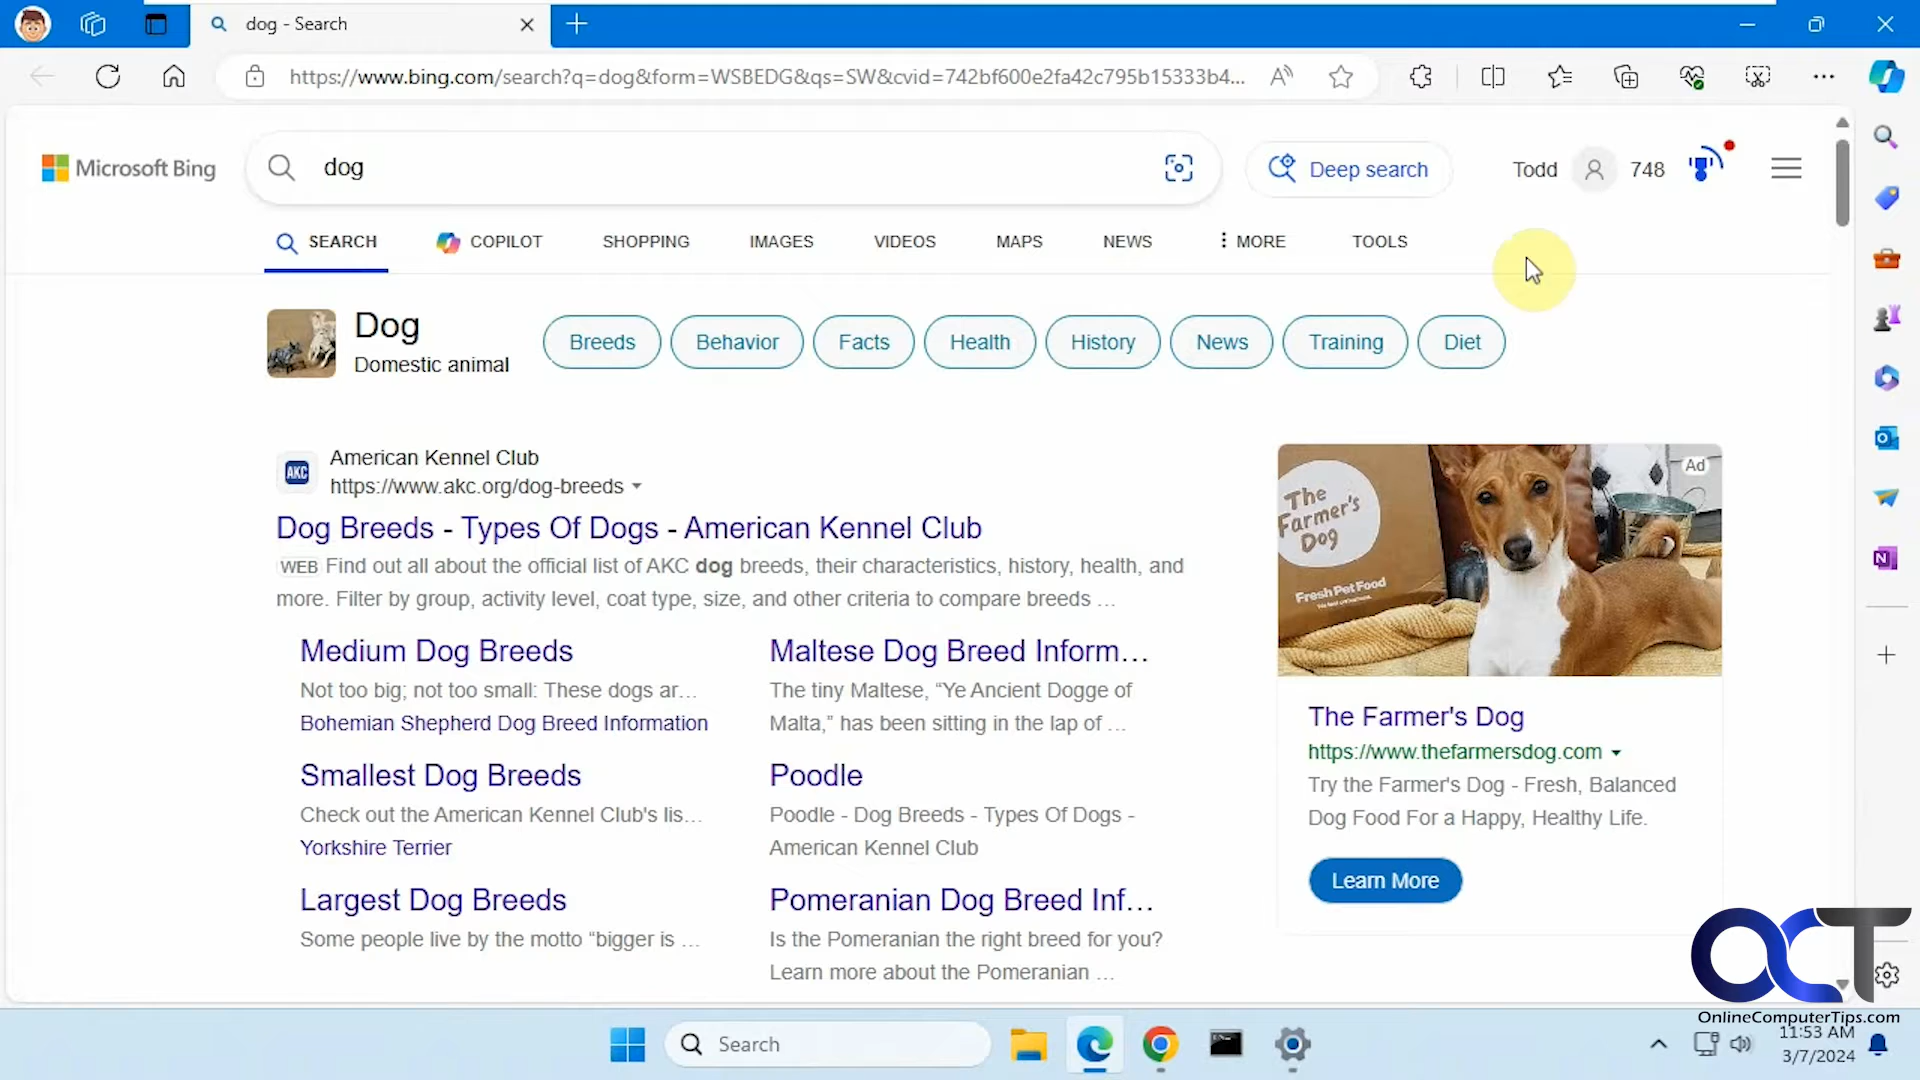 dog - Search
https://www.bing.com/search?q=dog&form=WSBEDG&qs=SW&cvid=742bf600e2fa42c795b15333b4...
Microsoft Bing
dog
Deep search
Todd
748
SEARCH
COPILOT
SHOPPING
IMAGES
VIDEOS
MAPS
NEWS
MORE
TOOLS
Dog
Domestic animal
Breeds
Behavior
Facts
Health
History
News
Training
Diet
AKC
American Kennel Club
https://www.akc.org/dog-breeds
Dog Breeds - Types Of Dogs - American Kennel Club
WEB Find out all about the official list of AKC dog breeds, their characteristics, history, health, and
more. Filter by group, activity level, coat type, size, and other criteria to compare breeds ...
Medium Dog Breeds
Not too big; not too small: These dogs ar...
Bohemian Shepherd Dog Breed Information
Smallest Dog Breeds
Check out the American Kennel Club's lis...
Yorkshire Terrier
Largest Dog Breeds
Some people live by the motto “bigger is ...
Maltese Dog Breed Inform...
The tiny Maltese, “Ye Ancient Dogge of
Malta,” has been sitting in the lap of ...
Poodle
Poodle - Dog Breeds - Types Of Dogs -
American Kennel Club
Pomeranian Dog Breed Inf...
Is the Pomeranian the right breed for you?
Learn more about the Pomeranian ...
Ad
The
Farmer's
Dog
Fresh Pet Food
The Farmer's Dog
https://www.thefarmersdog.com
Try the Farmer's Dog - Fresh, Balanced
Dog Food For a Happy, Healthy Life.
Learn More
OCT
OnlineComputerTips.com
Search
11:53 AM
3/7/2024